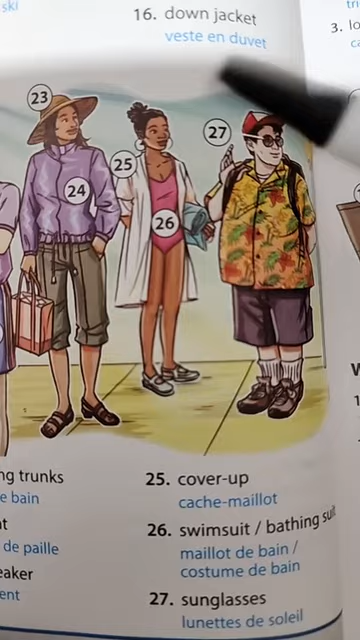 ski
16. down jacket
veste en duvet
3.
23
27
25
24
26
ng trunks
e bain
de paille
eaker
ent
25. cover-up
cache-maillot
26. swimsuit / bathing suit
maillot de bain /
costume de bain
27. sunglasses
lunettes de soleil